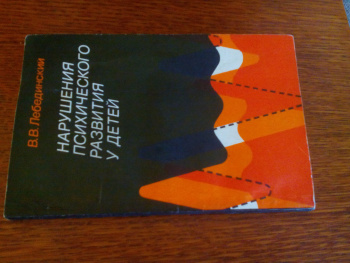 В.В.Лебединский
НАРУШЕНИЯ
ПСИХИЧЕСКОГО
РАЗВИТИЯ
У ДЕТЕЙ